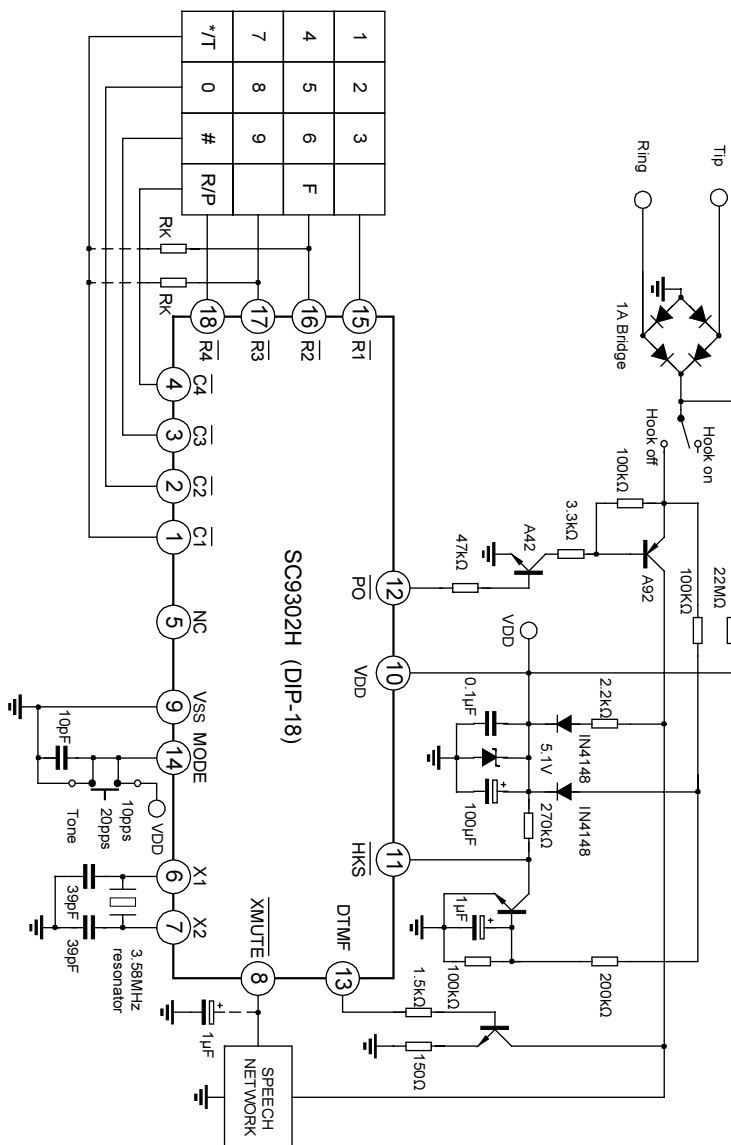 Tip
Ring
1A Bridge
Hook on
Hook off
22MΩ
100kΩ
A92
100KΩ
3.3kΩ
A42
47kΩ
VDD
2.2kΩ
IN4148
IN4148
0.1µF
5.1V
100µF
270kΩ
1µF
100kΩ
200kΩ
1.5kΩ
150Ω
1 2 3
4 5 6 F
7 8 9
*/T 0 # R/P
RK
RK
15 R1
16 R2
17 R3
18 R4
4 C4
3 C3
2 C2
1 C1
12 PO
10 VDD
11 HKS
13 DTMF
SC9302H (DIP-18)
5 NC
9 VSS
14 MODE
6 X1
7 X2
8 XMUTE
10pF
VDD
10pps
20pps
Tone
39pF
39pF
3.58MHz
resonator
1µF
SPEECH
NETWORK